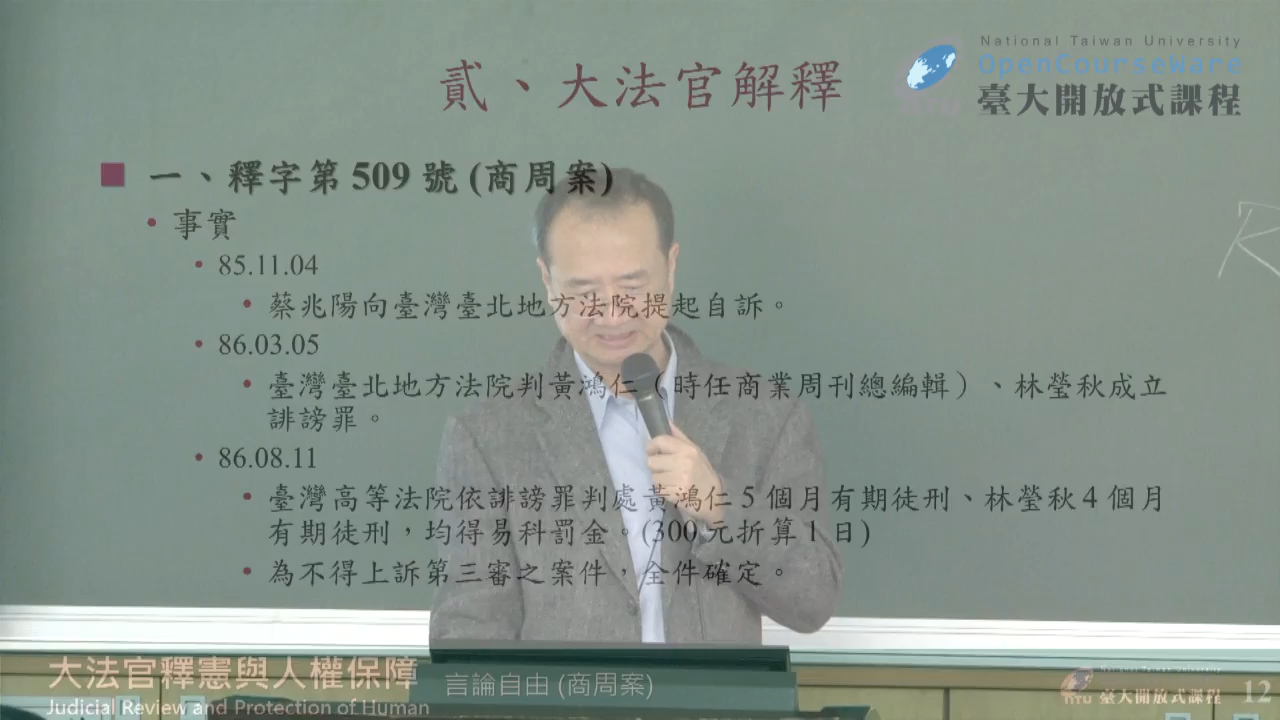 National Taiwan University
OpenCourseWare
臺大開放式課程
貳、大法官解釋
一、釋字第 509 號 (商周案)
事實
85.11.04
蔡兆陽向臺灣臺北地方法院提起自訴。
86.03.05
臺灣臺北地方法院判黃鴻仁（時任商業周刊總編輯）、林瑩秋成立
誹謗罪。
86.08.11
臺灣高等法院依誹謗罪判處黃鴻仁 5 個月有期徒刑、林瑩秋 4 個月
有期徒刑，均得易科罰金。(300 元折算 1 日)
為不得上訴第三審之案件，全件確定。
大法官釋憲與人權保障
言論自由 (商周案)
Judicial Review and Protection of Human
National Taiwan University
臺大開放式課程
12